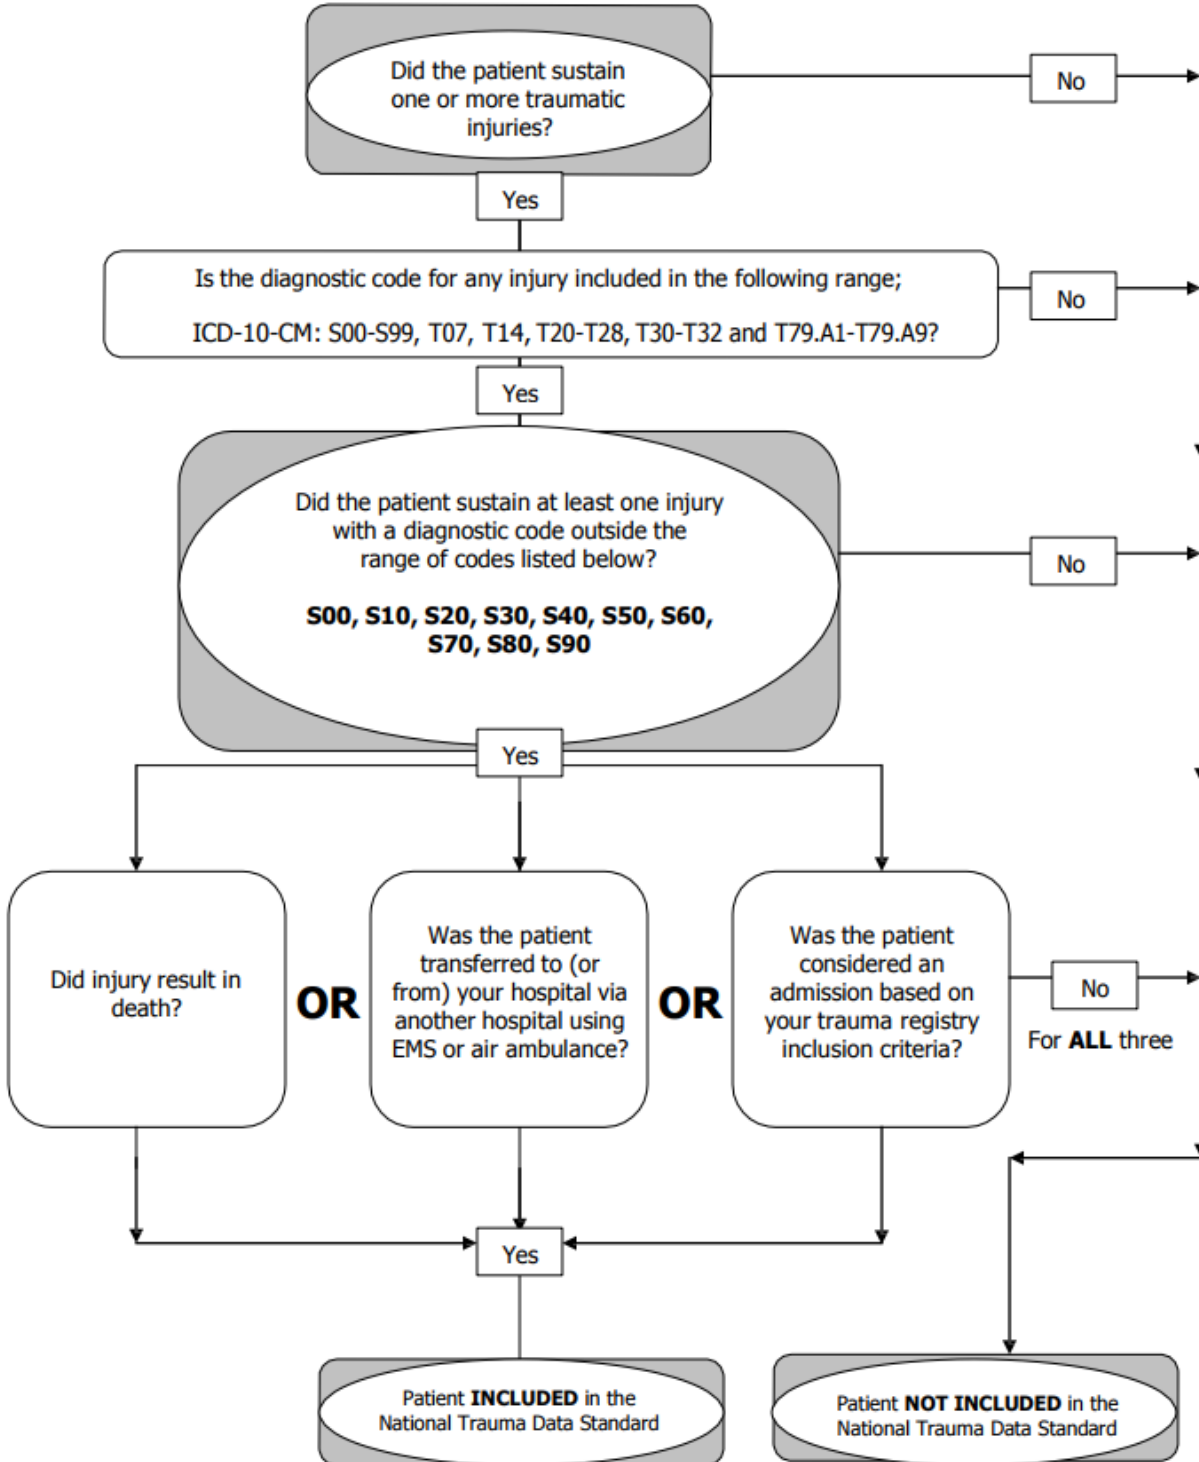 Did the patient sustain
one or more traumatic
injuries?
No
Yes
Is the diagnostic code for any injury included in the following range;
ICD-10-CM: S00-S99, T07, T14, T20-T28, T30-T32 and T79.A1-T79.A9?
No
Yes
Did the patient sustain at least one injury
with a diagnostic code outside the
range of codes listed below?
S00, S10, S20, S30, S40, S50, S60,
S70, S80, S90
No
Yes
Did injury result in
death?
OR
Was the patient
transferred to (or
from) your hospital via
another hospital using
EMS or air ambulance?
OR
Was the patient
considered an
admission based on
your trauma registry
inclusion criteria?
No
For ALL three
Yes
Patient INCLUDED in the
National Trauma Data Standard
Patient NOT INCLUDED in the
National Trauma Data Standard